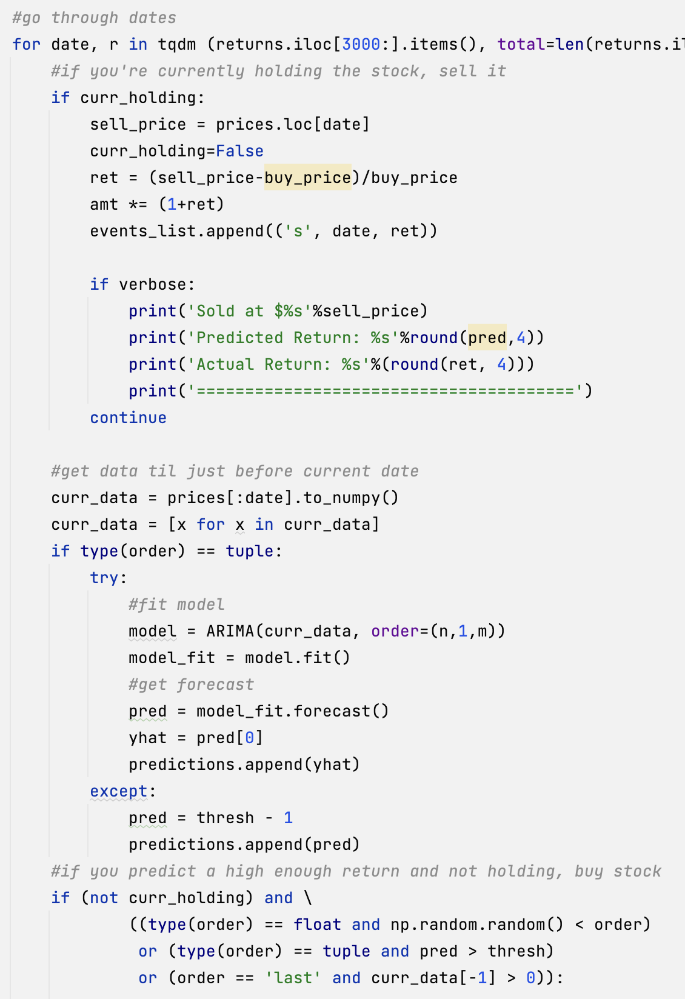 #go through dates
for date, r in tqdm (returns.iloc[3000:].items(), total=len(returns.il
    #if you're currently holding the stock, sell it
    if curr_holding:
        sell_price = prices.loc[date]
        curr_holding=False
        ret = (sell_price-buy_price)/buy_price
        amt *= (1+ret)
        events_list.append(('s', date, ret))

        if verbose:
            print('Sold at $%s'%sell_price)
            print('Predicted Return: %s'%round(pred,4))
            print('Actual Return: %s'%(round(ret, 4)))
            print('=======================================')
        continue

    #get data til just before current date
    curr_data = prices[:date].to_numpy()
    curr_data = [x for x in curr_data]
    if type(order) == tuple:
        try:
            #fit model
            model = ARIMA(curr_data, order=(n,1,m))
            model_fit = model.fit()
            #get forecast
            pred = model_fit.forecast()
            yhat = pred[0]
            predictions.append(yhat)
        except:
            pred = thresh - 1
            predictions.append(pred)
    #if you predict a high enough return and not holding, buy stock
    if (not curr_holding) and \
            ((type(order) == float and np.random.random() < order)
             or (type(order) == tuple and pred > thresh)
             or (order == 'last' and curr_data[-1] > 0)):